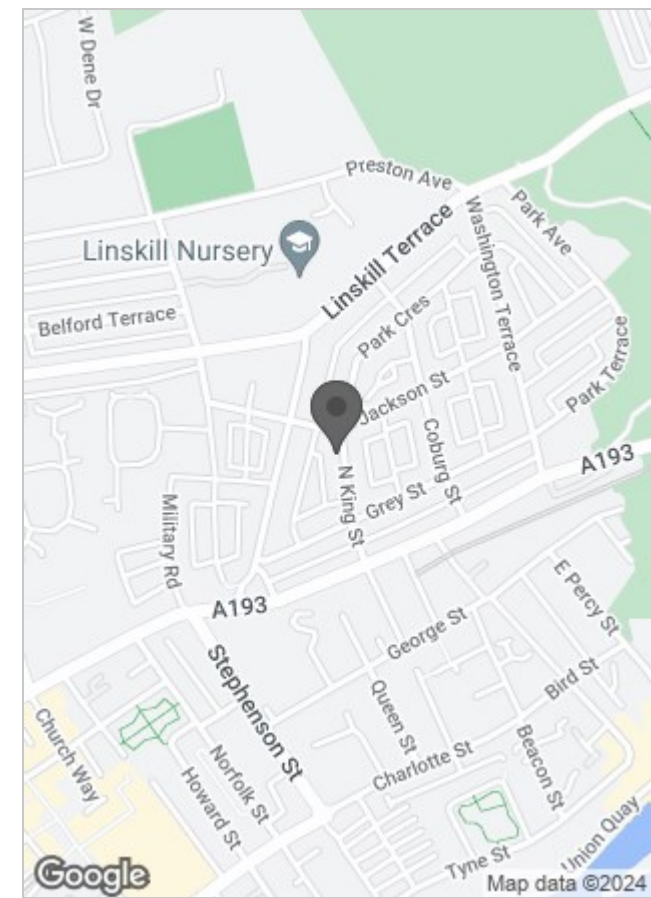 W Dene Dr
Preston Ave
Park Ave
Linskill Nursery
Linskill Terrace
Washington Terrace
Belford Terrace
Park Cres
Park Terrace
Jackson St
Coburg St
A193
N King St
Grey St
Military Rd
A193
E Percy St
George St
Stephenson St
Bird St
Queen St
Church Way
Norfolk St
Charlotte St
Beacon St
Howard St
Union Quay
Tyne St
Google
Map data ©2024